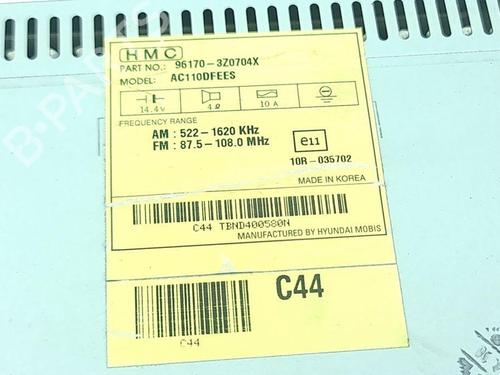 HMC
PART NO.: 96170-3Z0704X
MODEL: AC110DFEES
14.4V 4Ω 10 A
FREQUENCY RANGE
AM : 522-1620 KHz
FM : 87.5-108.0 MHz
e11
10R-035702
MADE IN KOREA
C44 TBND400580N
MANUFACTURED BY HYUNDAI MOBIS
C44
C44
B-PARTS